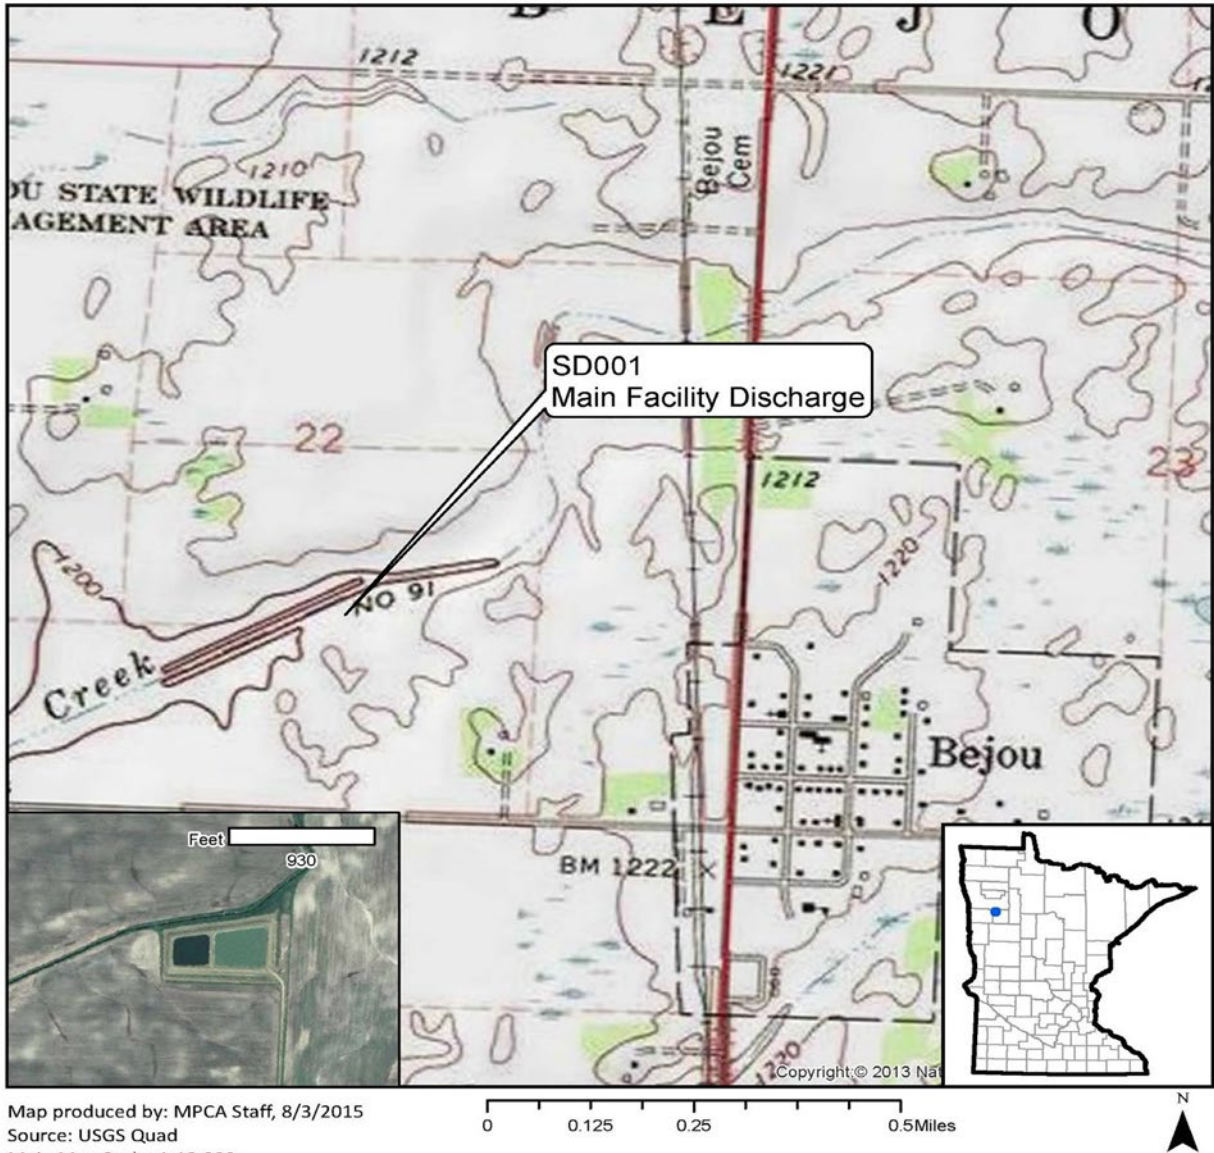 B E J O
1212
1221
Bejou
Cem
1210
OU STATE WILDLIFE
AGEMENT AREA
SD001
Main Facility Discharge
22
23
1212
1220
1200
NO 91
Creek
Bejou
BM 1222
Feet
930
1220
Copyright:© 2013 Nat
Map produced by: MPCA Staff, 8/3/2015
Source: USGS Quad
0 0.125 0.25 0.5Miles
N